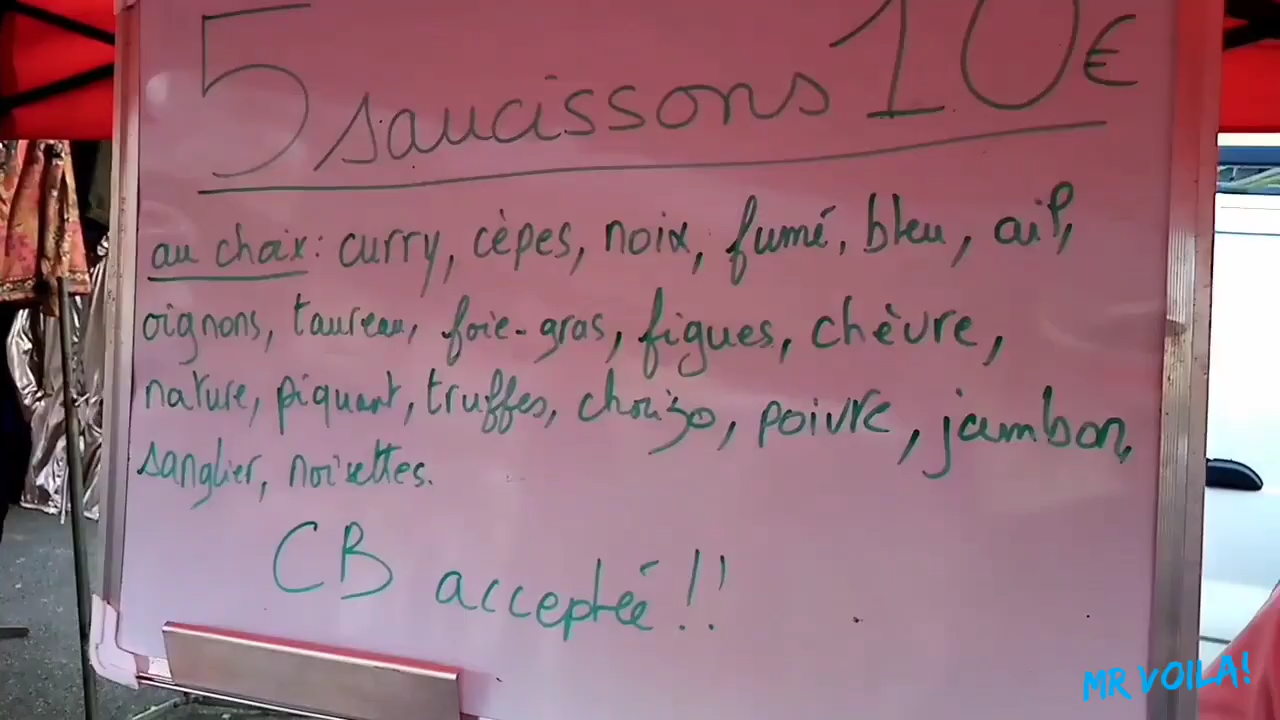 5 saucissons 10€
au choix: curry, cèpes, noix, fumé, bleu, ail,
oignons, taureau, foie-gras, figues, chèvre,
nature, piquant, truffes, chorizo, poivre, jambon,
sanglier, noisettes.
CB acceptée!!
MR VOILA!